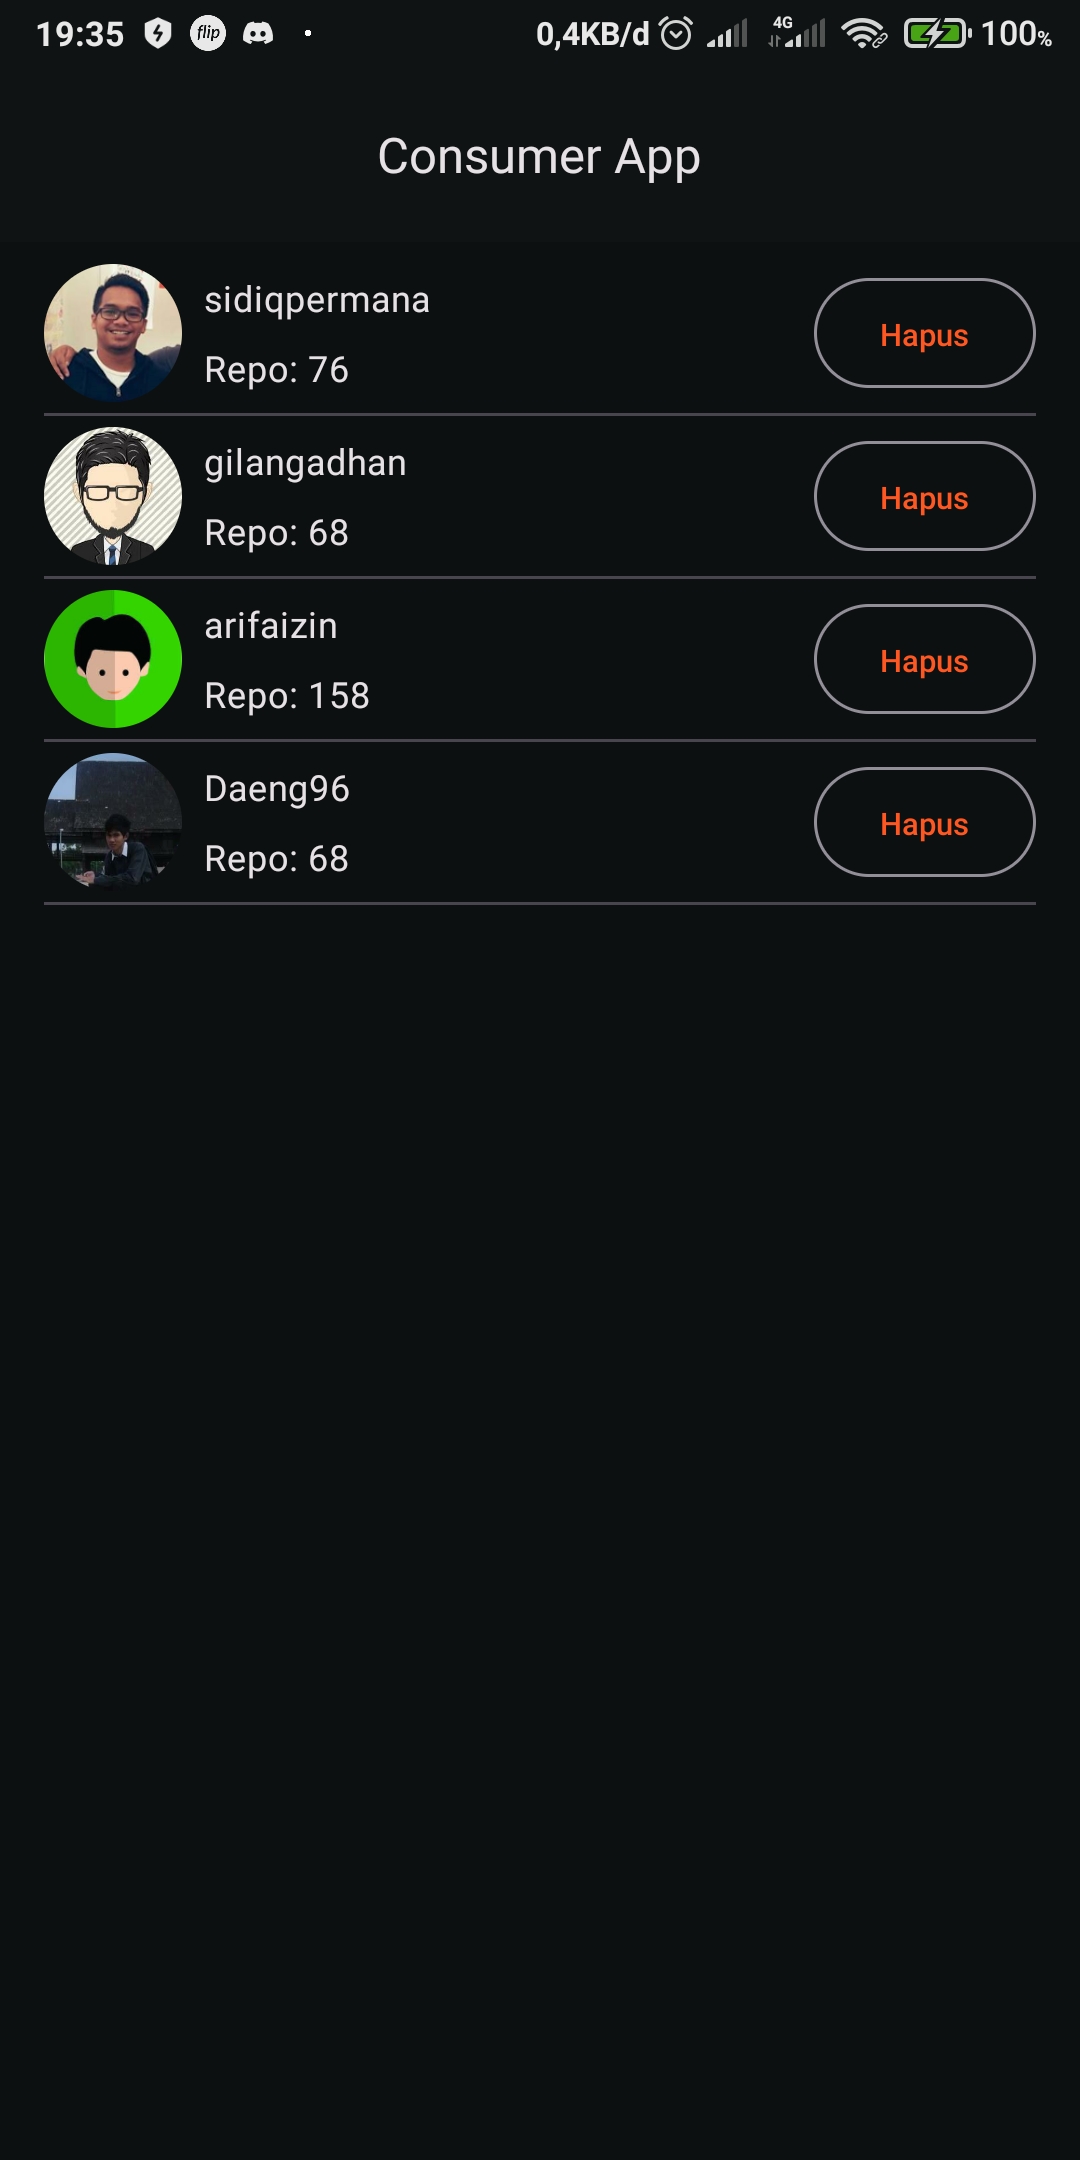 19:35 flip 0,4KB/d 4G 100%
Consumer App
sidiqpermana
Repo: 76
Hapus
gilangadhan
Repo: 68
Hapus
arifaizin
Repo: 158
Hapus
Daeng96
Repo: 68
Hapus